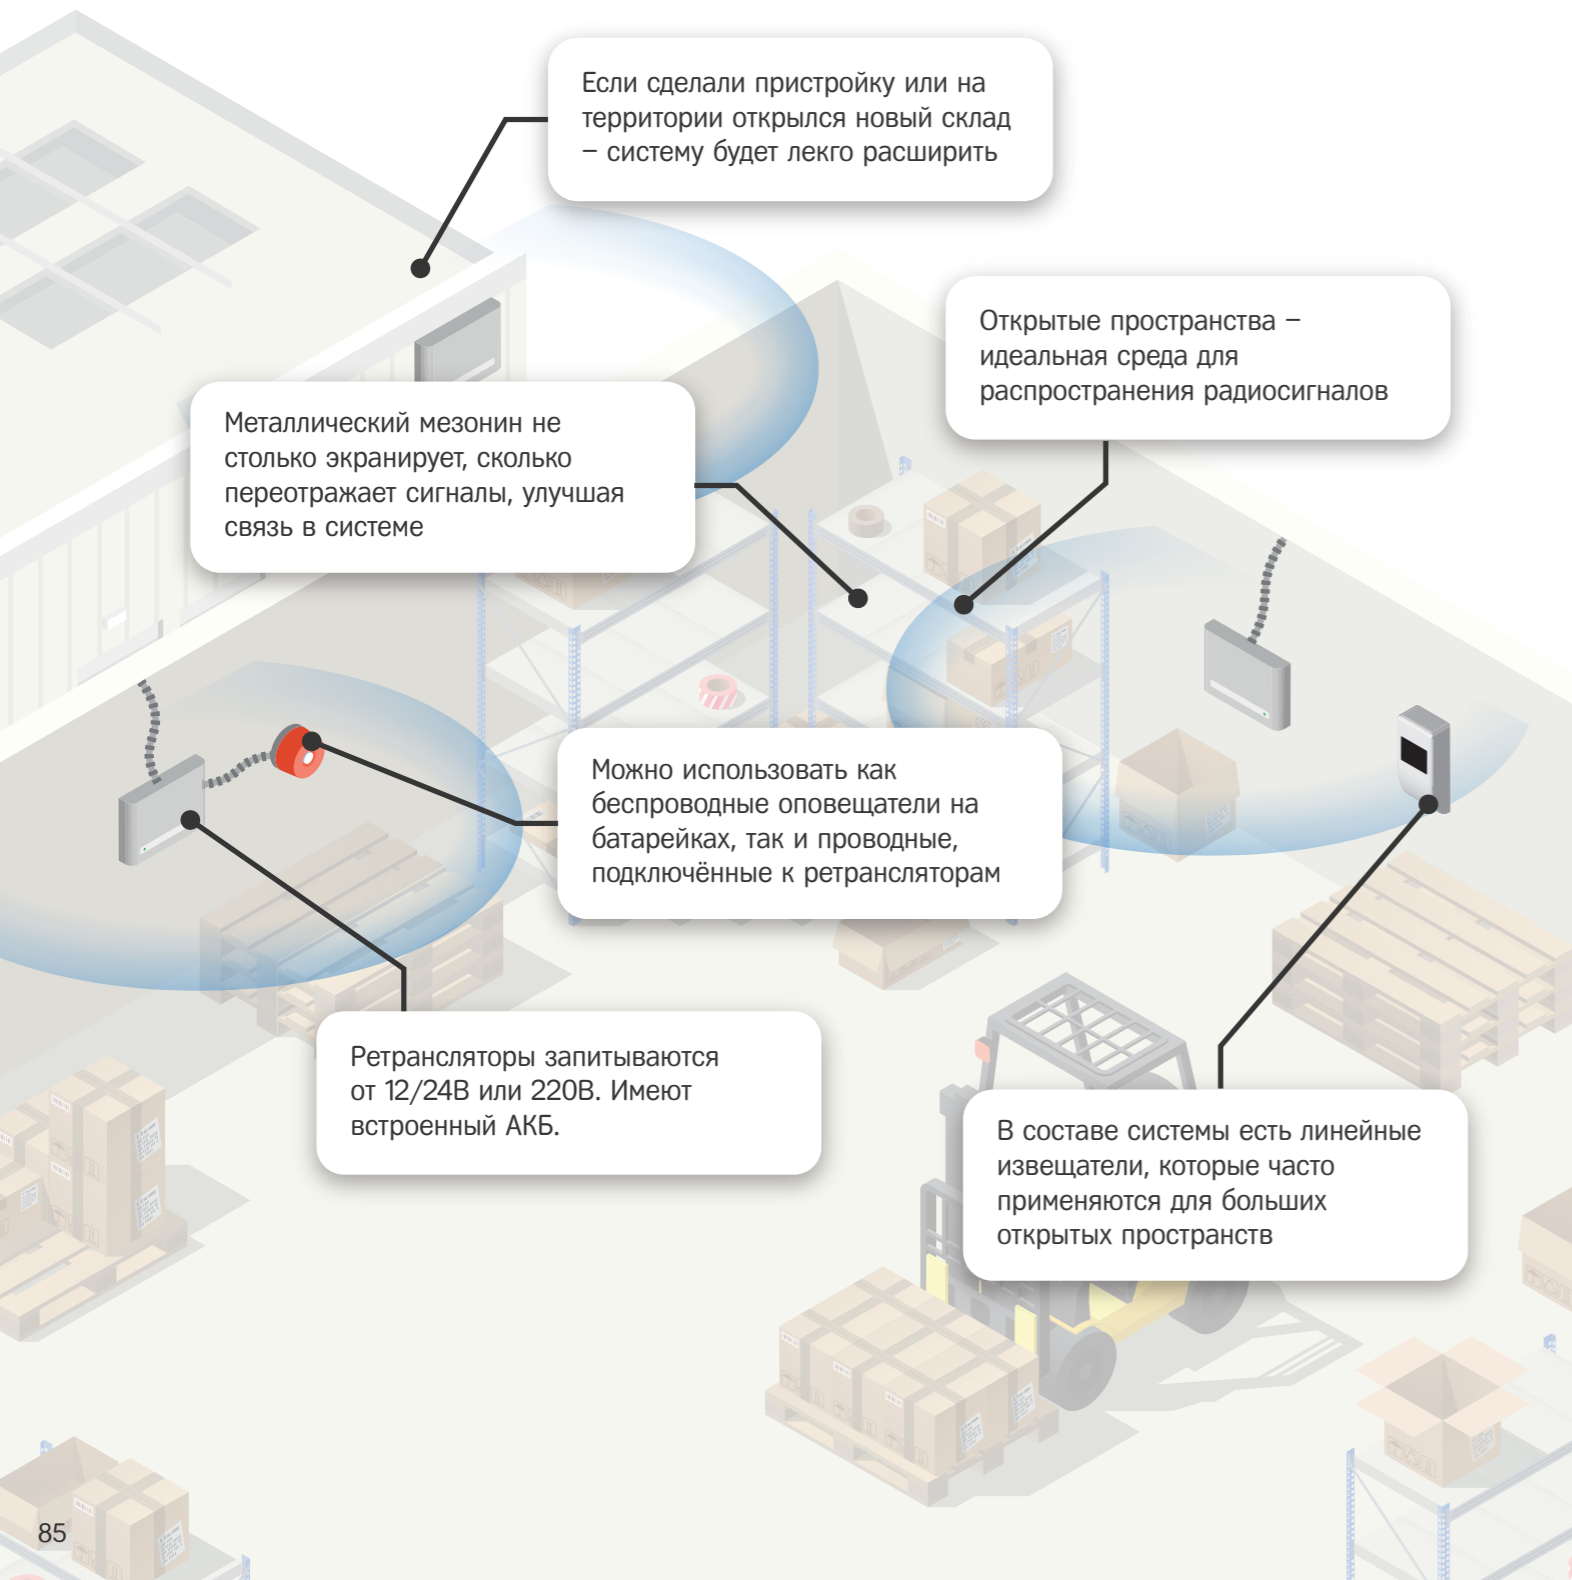 Если сделали пристройку или на
территории открылся новый склад
– систему будет лекго расширить
Открытые пространства –
идеальная среда для
распространения радиосигналов
Металлический мезонин не
столько экранирует, сколько
переотражает сигналы, улучшая
связь в системе
Можно использовать как
беспроводные оповещатели на
батарейках, так и проводные,
подключённые к ретрансляторам
Ретрансляторы запитываются
от 12/24В или 220В. Имеют
встроенный АКБ.
В составе системы есть линейные
извещатели, которые часто
применяются для больших
открытых пространств
85